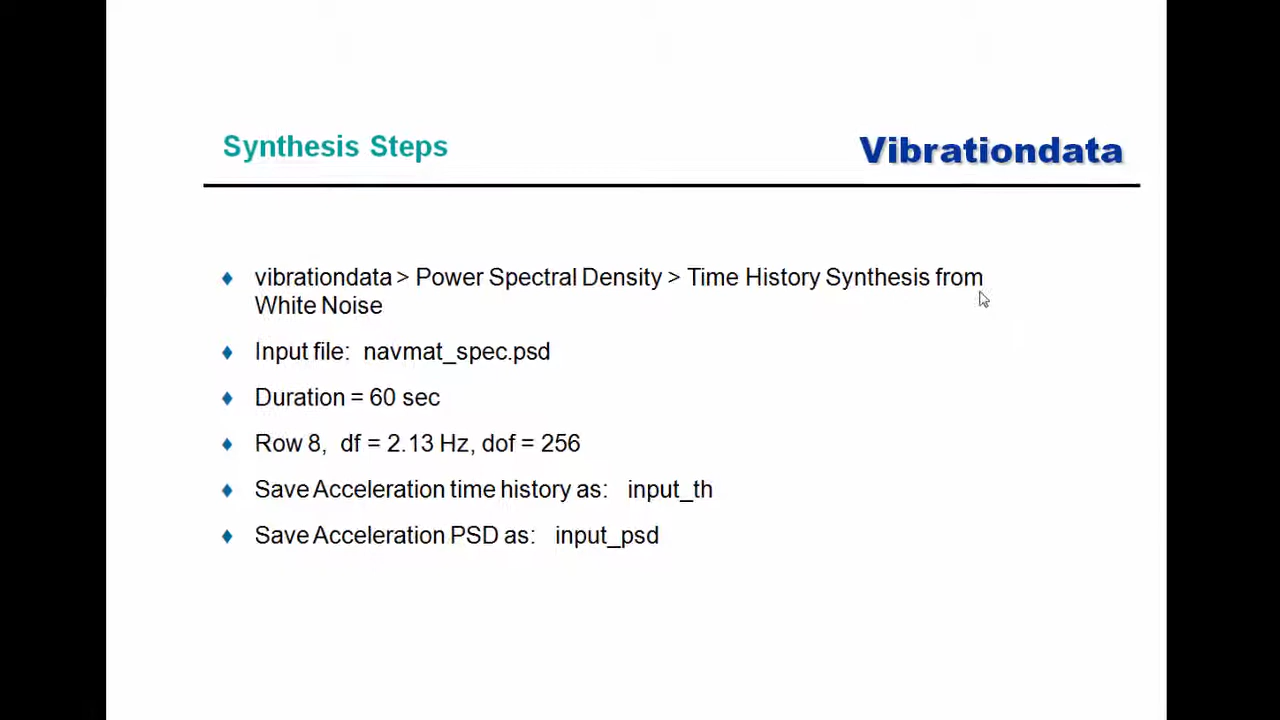 Synthesis Steps
Vibrationdata
vibrationdata > Power Spectral Density > Time History Synthesis from
White Noise
Input file: navmat_spec.psd
Duration = 60 sec
Row 8, df = 2.13 Hz, dof = 256
Save Acceleration time history as: input_th
Save Acceleration PSD as: input_psd